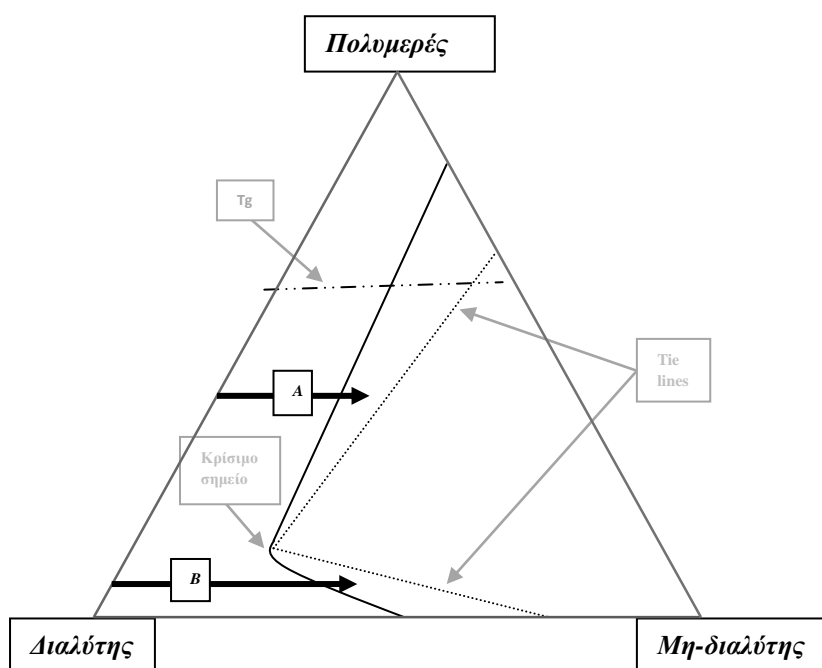 Πολυμερές
Tg
Tie
lines
A
Κρίσιμο
σημείο
B
Διαλύτης
Μη-διαλύτης